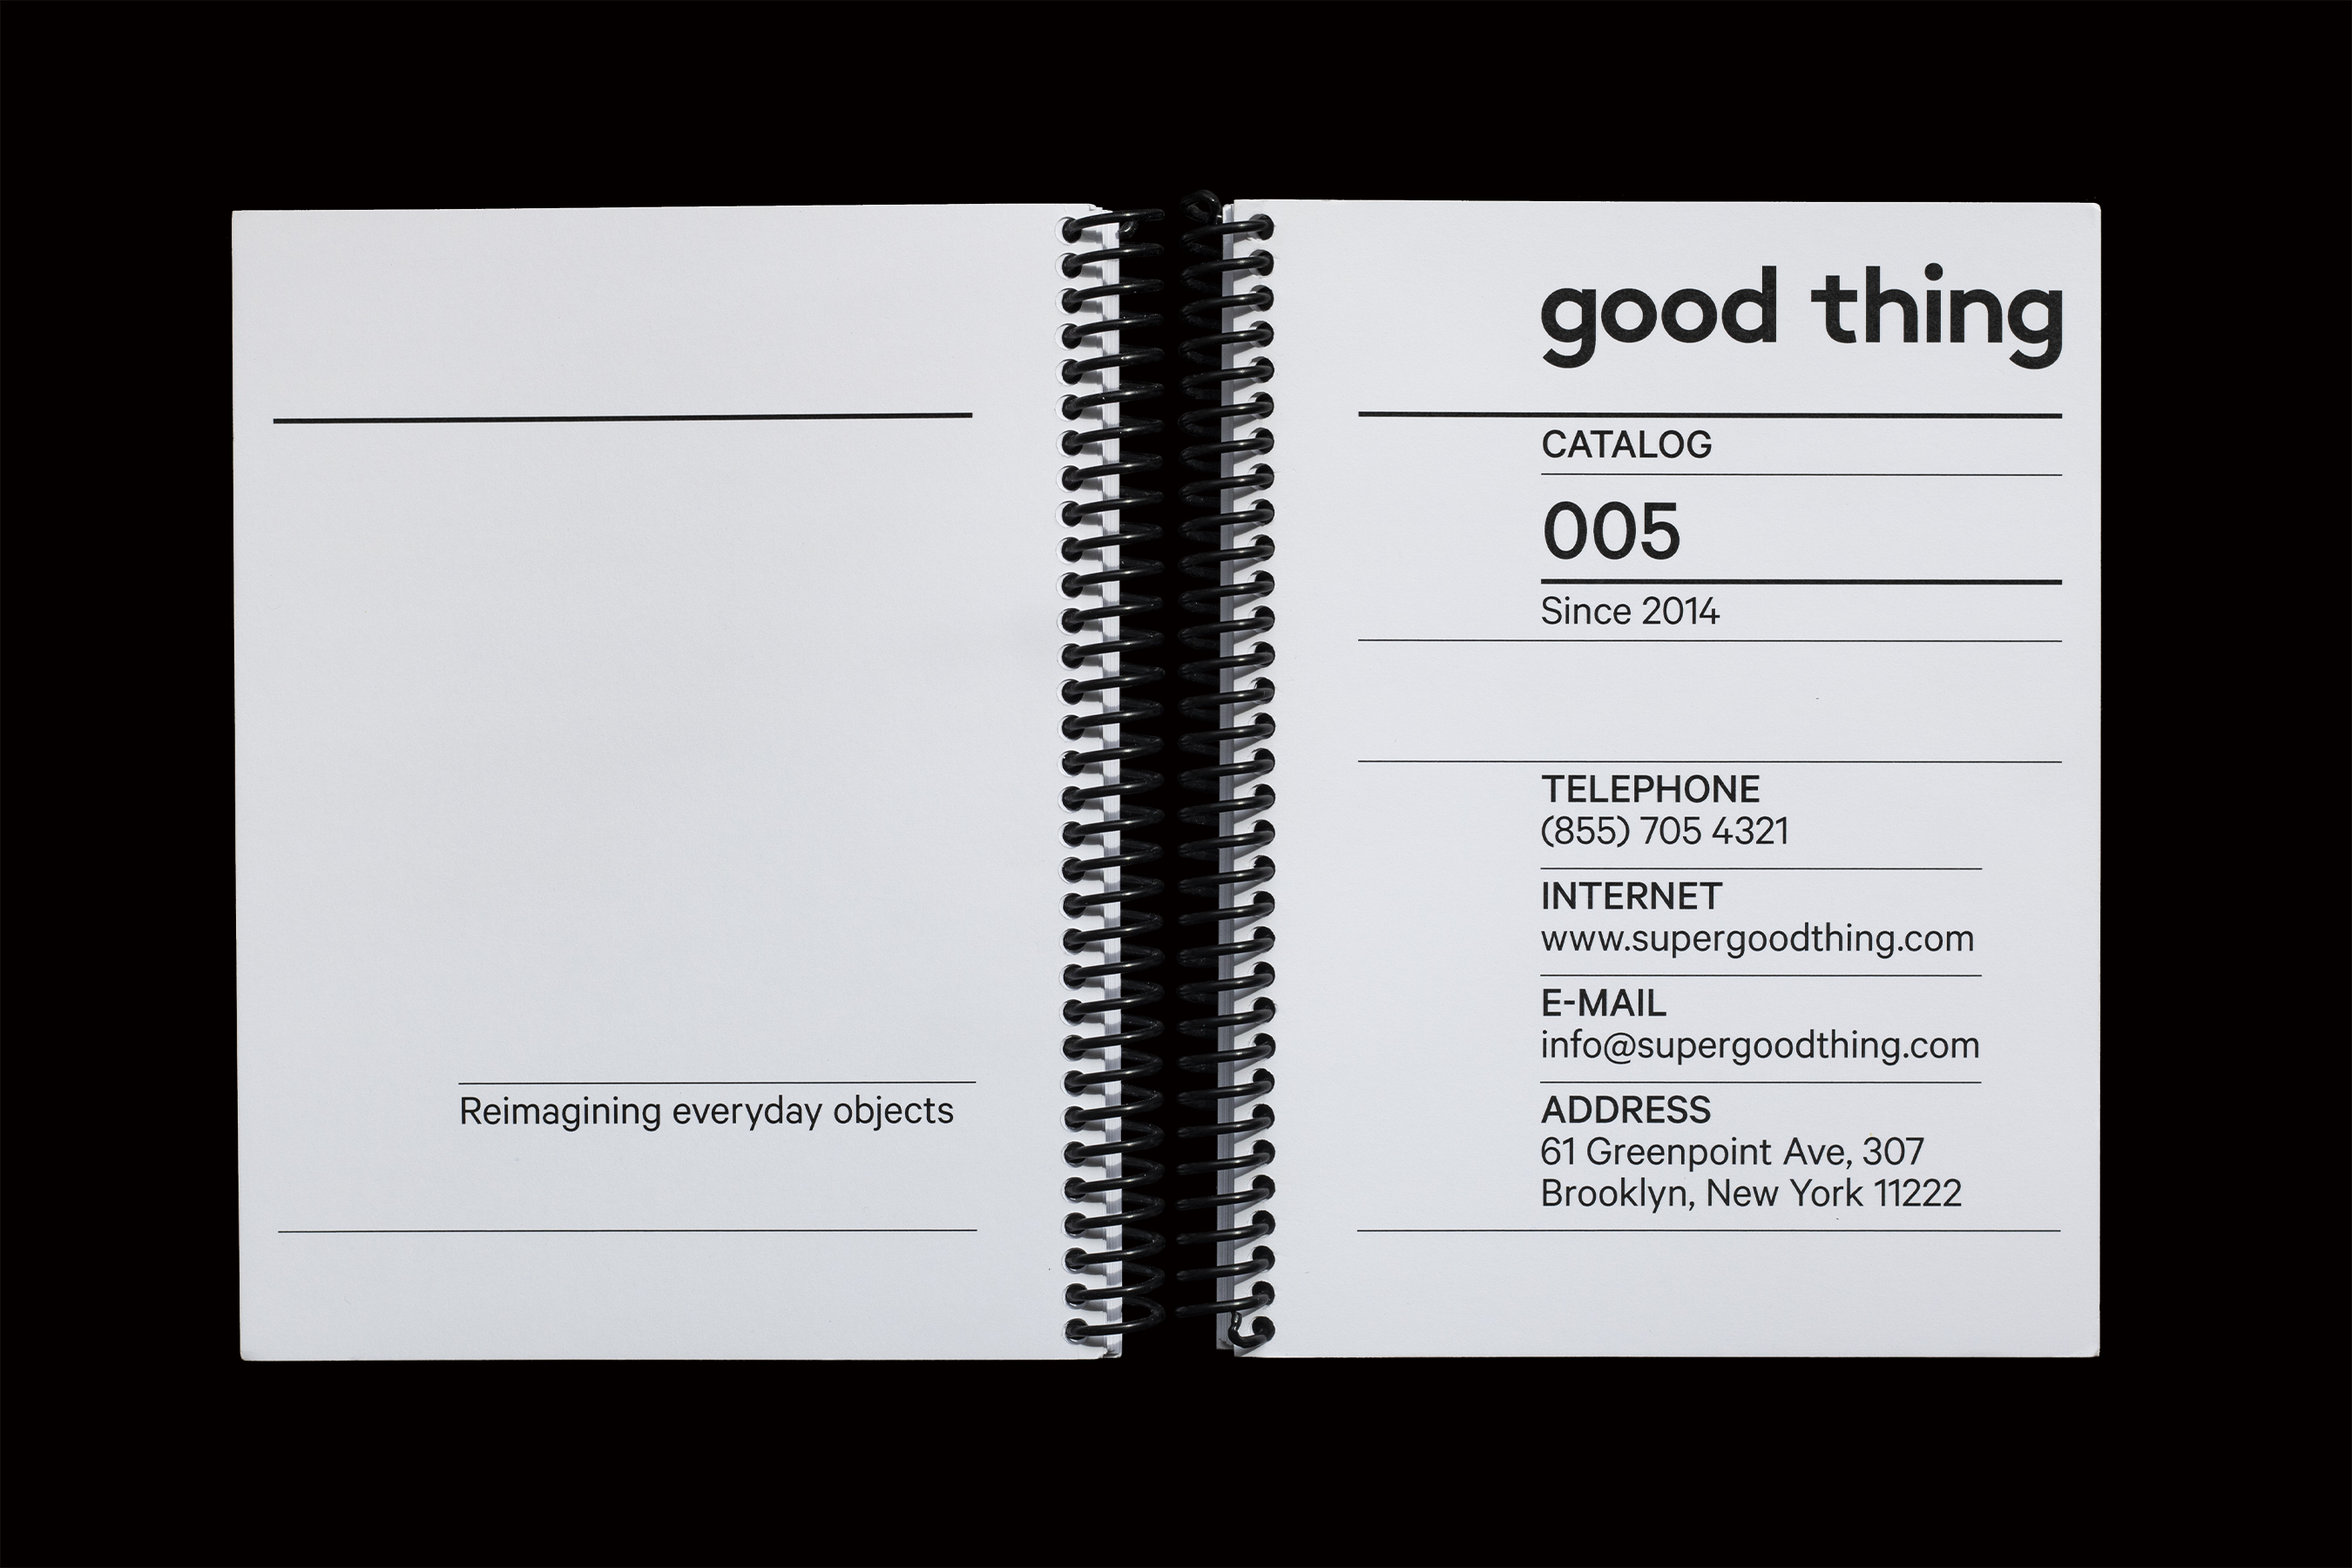 Reimagining everyday objects
good thing
CATALOG
005
Since 2014
TELEPHONE
(855) 705 4321
INTERNET
www.supergoodthing.com
E-MAIL
info@supergoodthing.com
ADDRESS
61 Greenpoint Ave, 307
Brooklyn, New York 11222